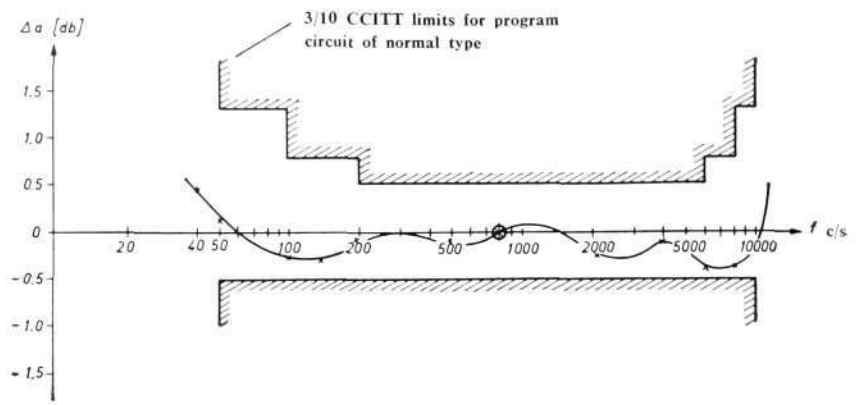 Δa [db]
3/10 CCITT limits for program
circuit of normal type
1.5
1.0
0.5
0
-0.5
-1.0
-1.5
20 40 50 100 200 500 1000 2000 5000 10000 f c/s